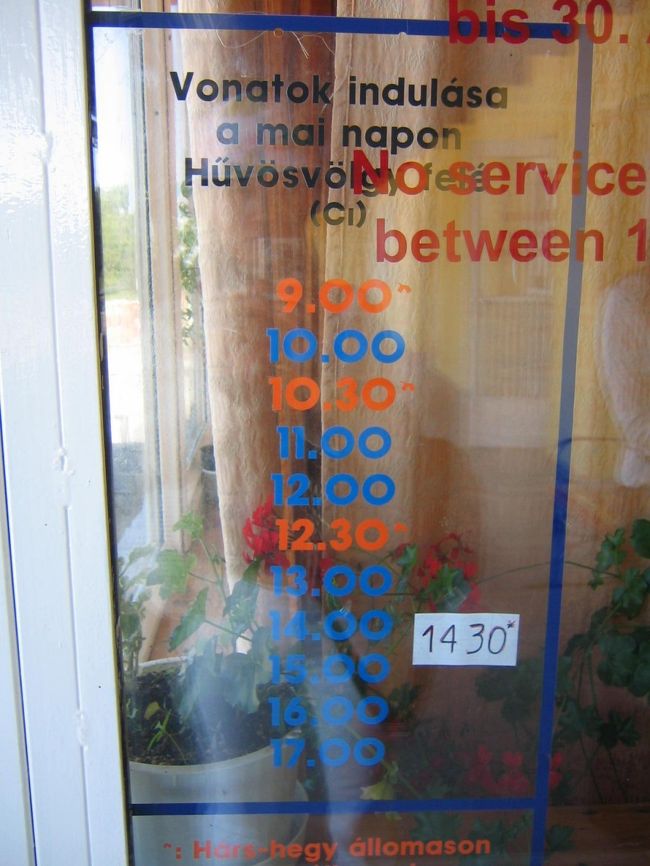 bis 30.
Vonatok indulása
a mai napon
Hűvösvölgy felé
(Ci)
No service
between 1
9.00*
10.00
10.30*
11.00
12.00
12.30*
13.00
14.00
1430*
15.00
16.00
17.00
*: Hárs-hegy állomáson